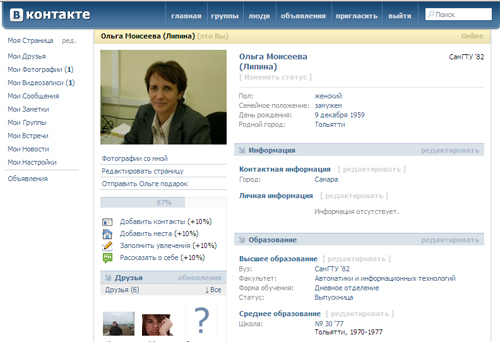 В контакте
главная группы люди объявления пригласить выйти Поиск
Моя Страница ред.
Мои Друзья
Мои Фотографии (1)
Мои Видеозаписи (1)
Мои Сообщения
Мои Заметки
Мои Группы
Мои Встречи
Мои Новости
Мои Настройки
Объявления
Ольга Моисеева (Липина) (это Вы) Online
Фотографии со мной
Редактировать страницу
Отправить Ольге подарок
67%
Добавить контакты (+10%)
Добавить места (+10%)
Заполнить увлечения (+10%)
Рассказать о себе (+10%)
Друзья обновления
Друзья (6) ↓ Все
?
Ольга Моисеева
(Липина)
СамГТУ '82
[ Изменить статус ]
Пол: женский
Семейное положение: замужем
День рождения: 9 декабря 1959
Родной город: Тольятти
Информация редактировать
Контактная информация [ редактировать ]
Город: Самара
Личная информация [ редактировать ]
Информация отсутствует.
Образование редактировать
Высшее образование [ редактировать ]
Вуз: СамГТУ '82
Факультет: Автоматики и информационных технологий
Форма обучения: Дневное отделение
Статус: Выпускница
Среднее образование [ редактировать ]
Школа: № 30 '77
Тольятти, 1970-1977